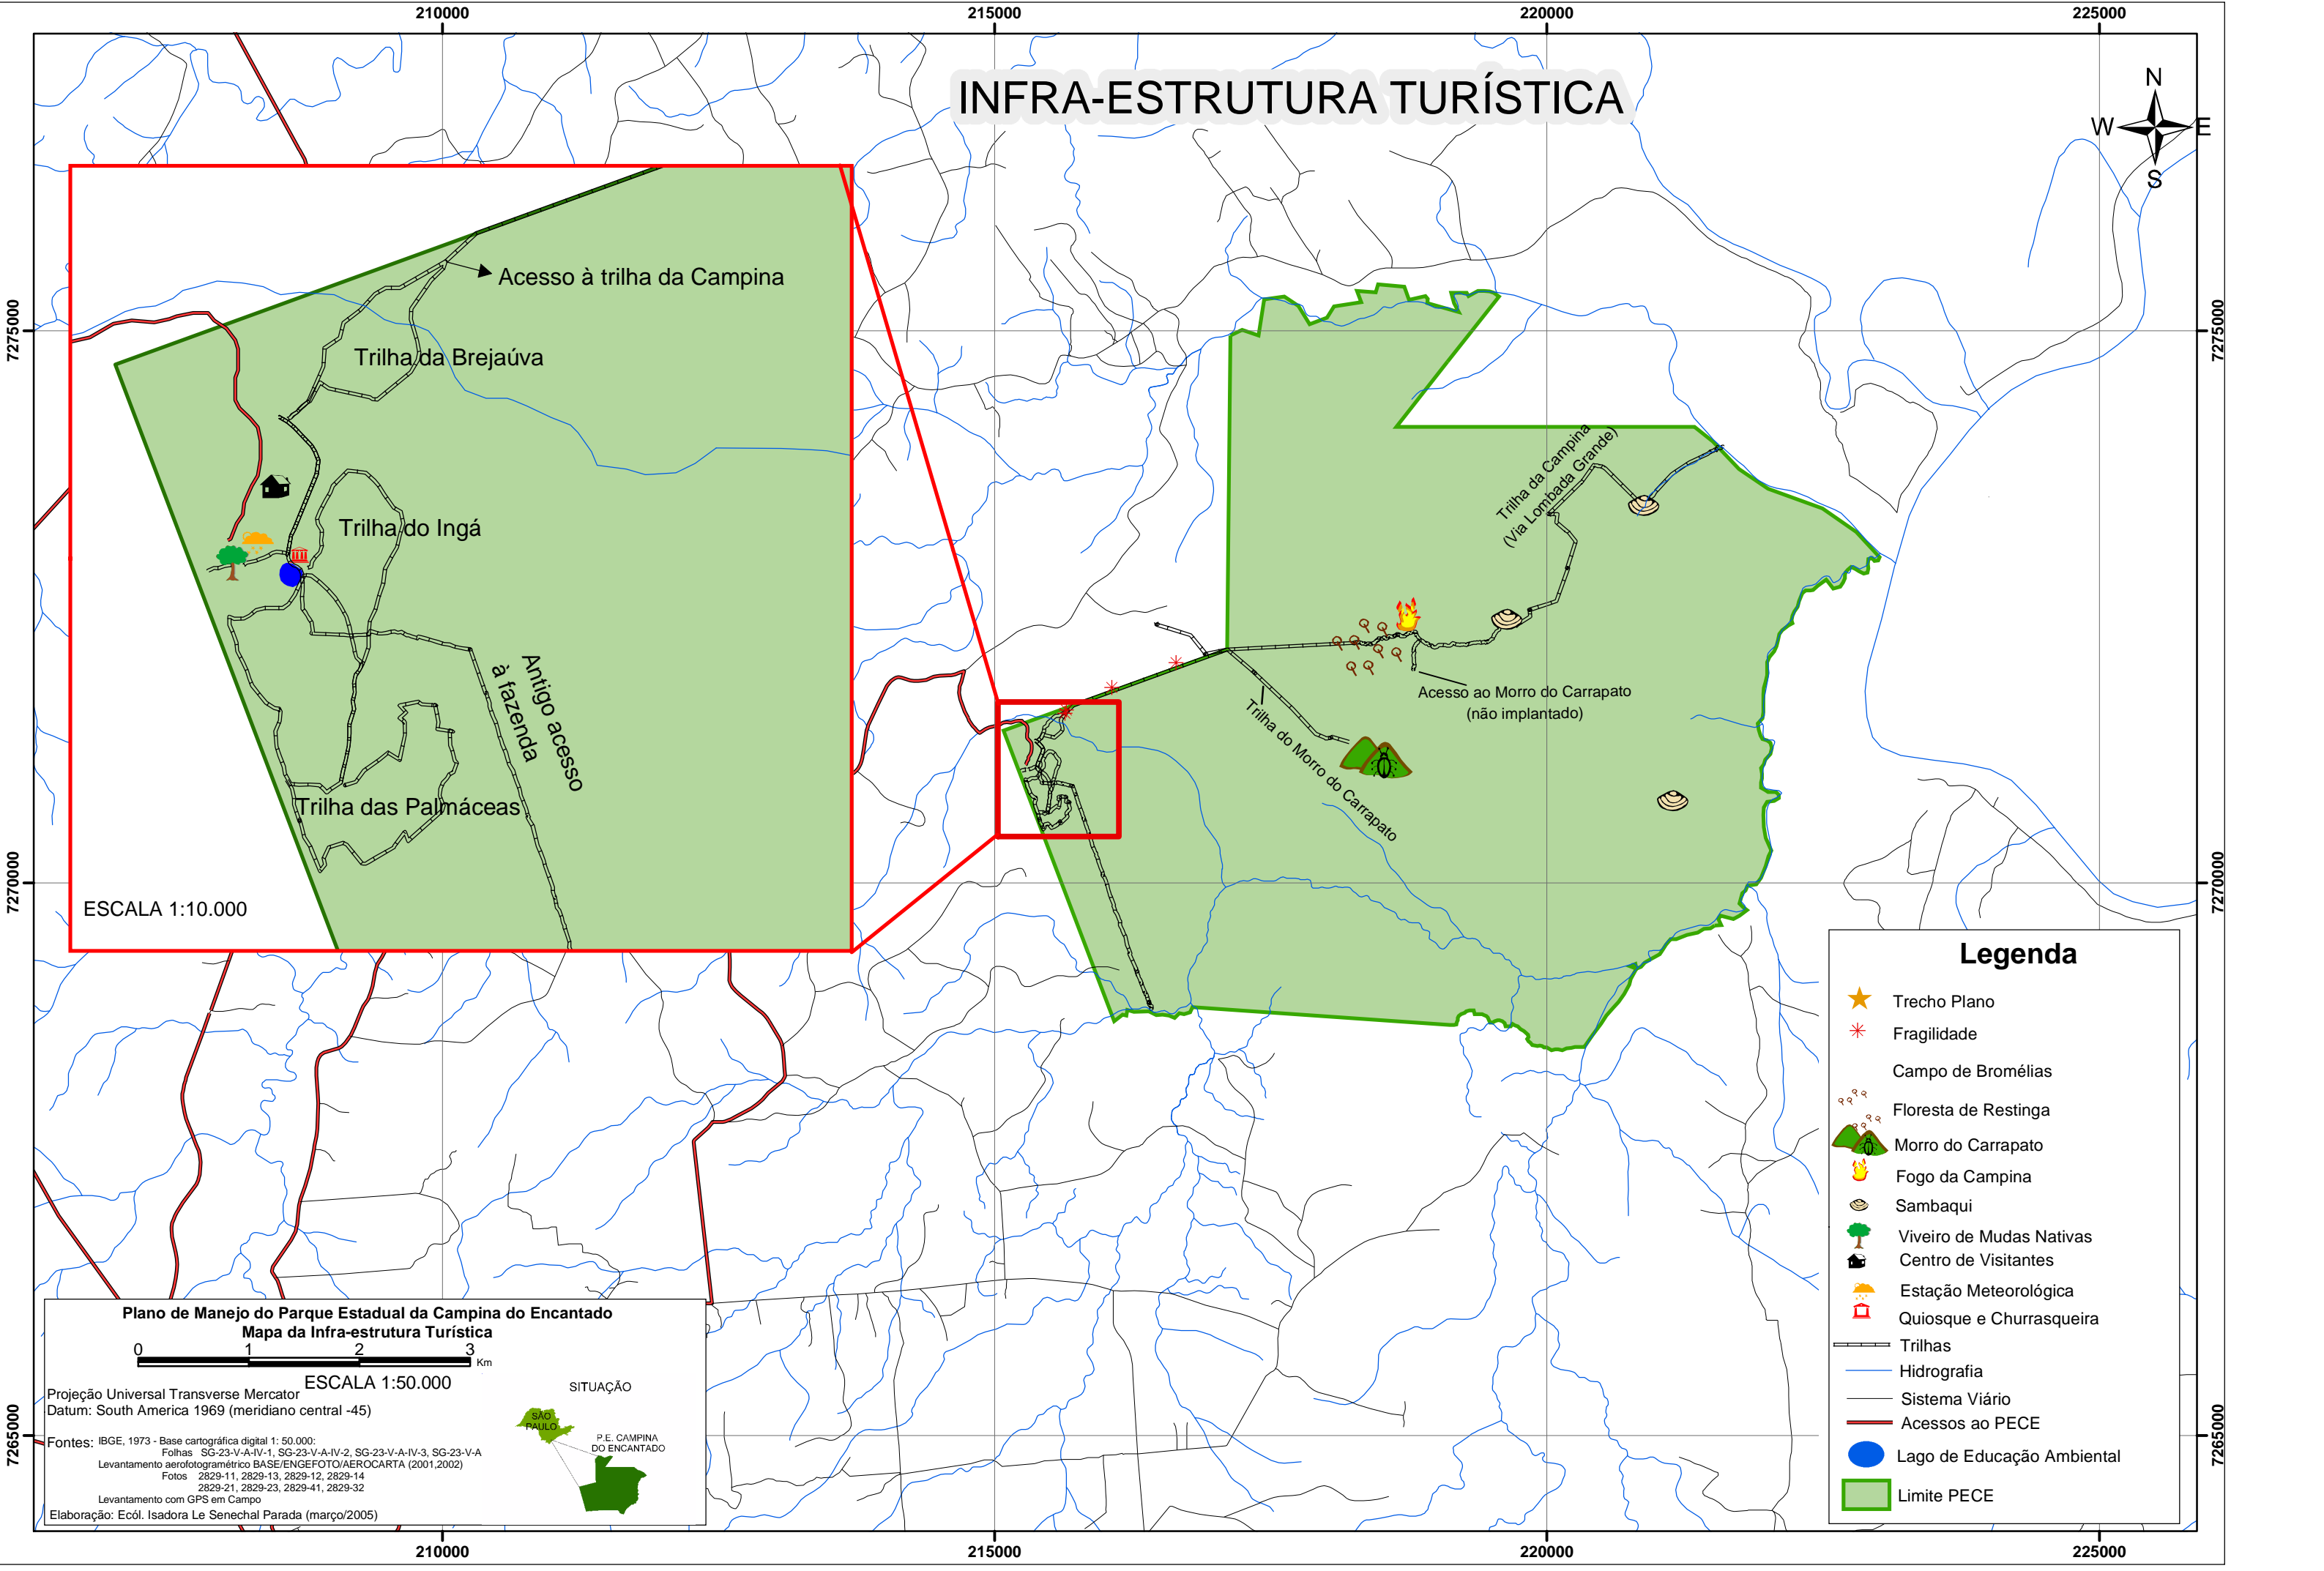 210000
215000
220000
225000
INFRA-ESTRUTURA TURÍSTICA
N
W
E
S
7275000
7275000
Acesso à trilha da Campina
Trilha da Brejaúva
Trilha do Ingá
Antigo acesso
à fazenda
Trilha das Palmáceas
ESCALA 1:10.000
Trilha da Campina
(Via Lombada Grande)
Acesso ao Morro do Carrapato
(não implantado)
Trilha do Morro do Carrapato
7270000
7270000
Legenda
Trecho Plano
Fragilidade
Campo de Bromélias
Floresta de Restinga
Morro do Carrapato
Fogo da Campina
Sambaqui
Viveiro de Mudas Nativas
Centro de Visitantes
Estação Meteorológica
Quiosque e Churrasqueira
Trilhas
Hidrografia
Sistema Viário
Acessos ao PECE
Lago de Educação Ambiental
Limite PECE
Plano de Manejo do Parque Estadual da Campina do Encantado
Mapa da Infra-estrutura Turística
0 1 2 3
Km
ESCALA 1:50.000
Projeção Universal Transverse Mercator
Datum: South America 1969 (meridiano central -45)
SITUAÇÃO
SÃO
PAULO
P.E. CAMPINA
DO ENCANTADO
Fontes: IBGE, 1973 - Base cartográfica digital 1: 50.000:
Folhas SG-23-V-A-IV-1, SG-23-V-A-IV-2, SG-23-V-A-IV-3, SG-23-V-A
Levantamento aerofotogramétrico BASE/ENGEFOTO/AEROCARTA (2001,2002)
Fotos 2829-11, 2829-13, 2829-12, 2829-14
2829-21, 2829-23, 2829-41, 2829-32
Levantamento com GPS em Campo
Elaboração: Ecól. Isadora Le Senechal Parada (março/2005)
7265000
7265000
210000
215000
220000
225000